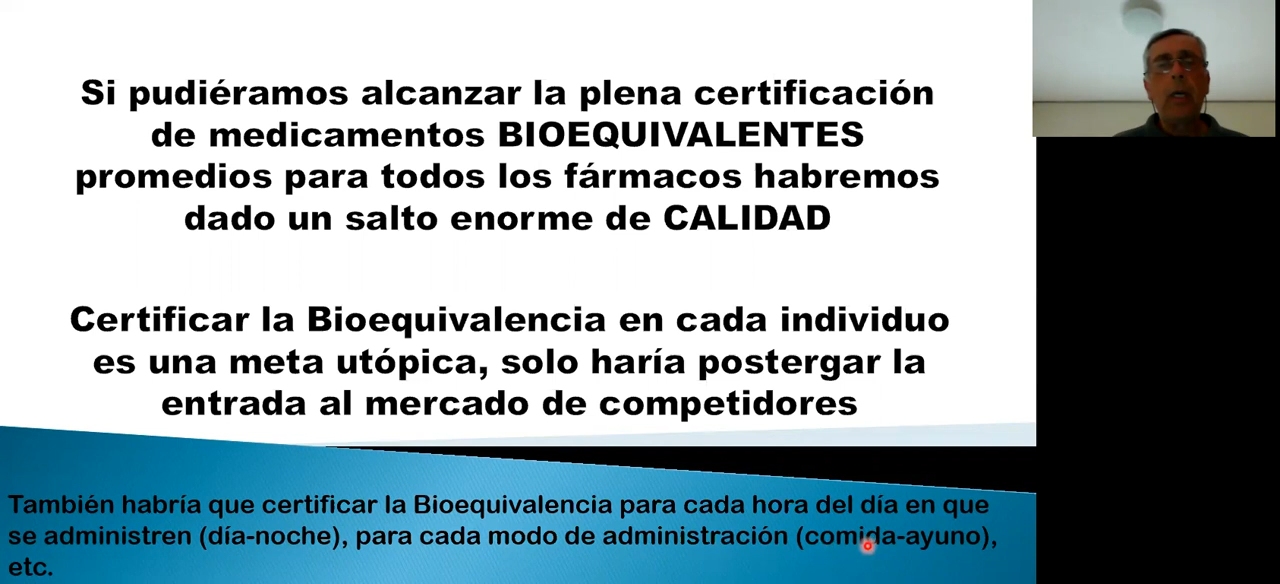 Si pudiéramos alcanzar la plena certificación
de medicamentos BIOEQUIVALENTES
promedios para todos los fármacos habremos
dado un salto enorme de CALIDAD
Certificar la Bioequivalencia en cada individuo
es una meta utópica, solo haría postergar la
entrada al mercado de competidores
También habría que certificar la Bioequivalencia para cada hora del día en que
se administren (día-noche), para cada modo de administración (comida-ayuno),
etc.